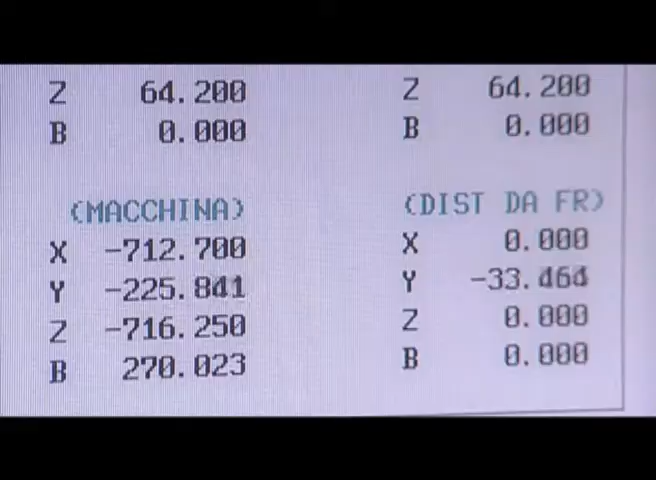 Z 64.200 Z 64.200
B 0.000 B 0.000
(MACCHINA) (DIST DA FR)
X -712.700 X 0.000
Y -225.841 Y -33.464
Z -716.250 Z 0.000
B 270.023 B 0.000